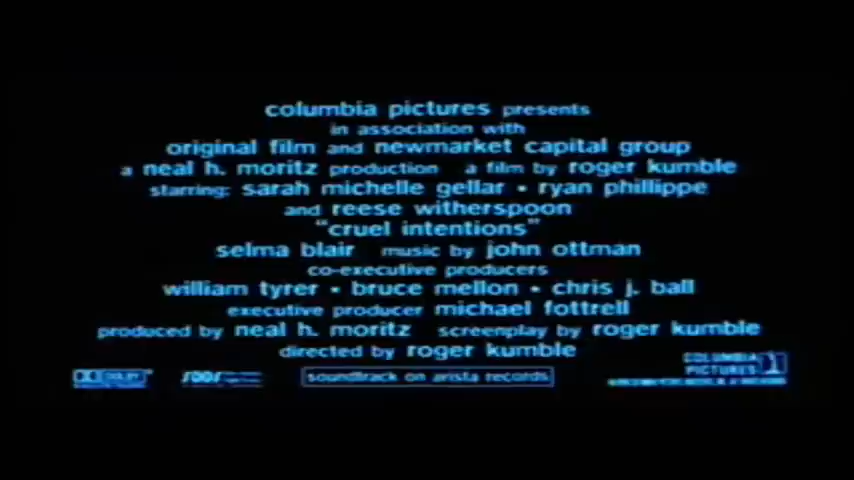 columbia pictures presents
in association with
original film and newmarket capital group
a neal h. moritz production a film by roger kumble
starring: sarah michelle gellar • ryan phillippe
and reese witherspoon
"cruel intentions"
selma blair music by john ottman
co-executive producers
william tyrer • bruce mellon • chris j. ball
executive producer michael fottrell
produced by neal h. moritz screenplay by roger kumble
directed by roger kumble
DOLBY soundtrack on arista records COLUMBIA
PICTURES